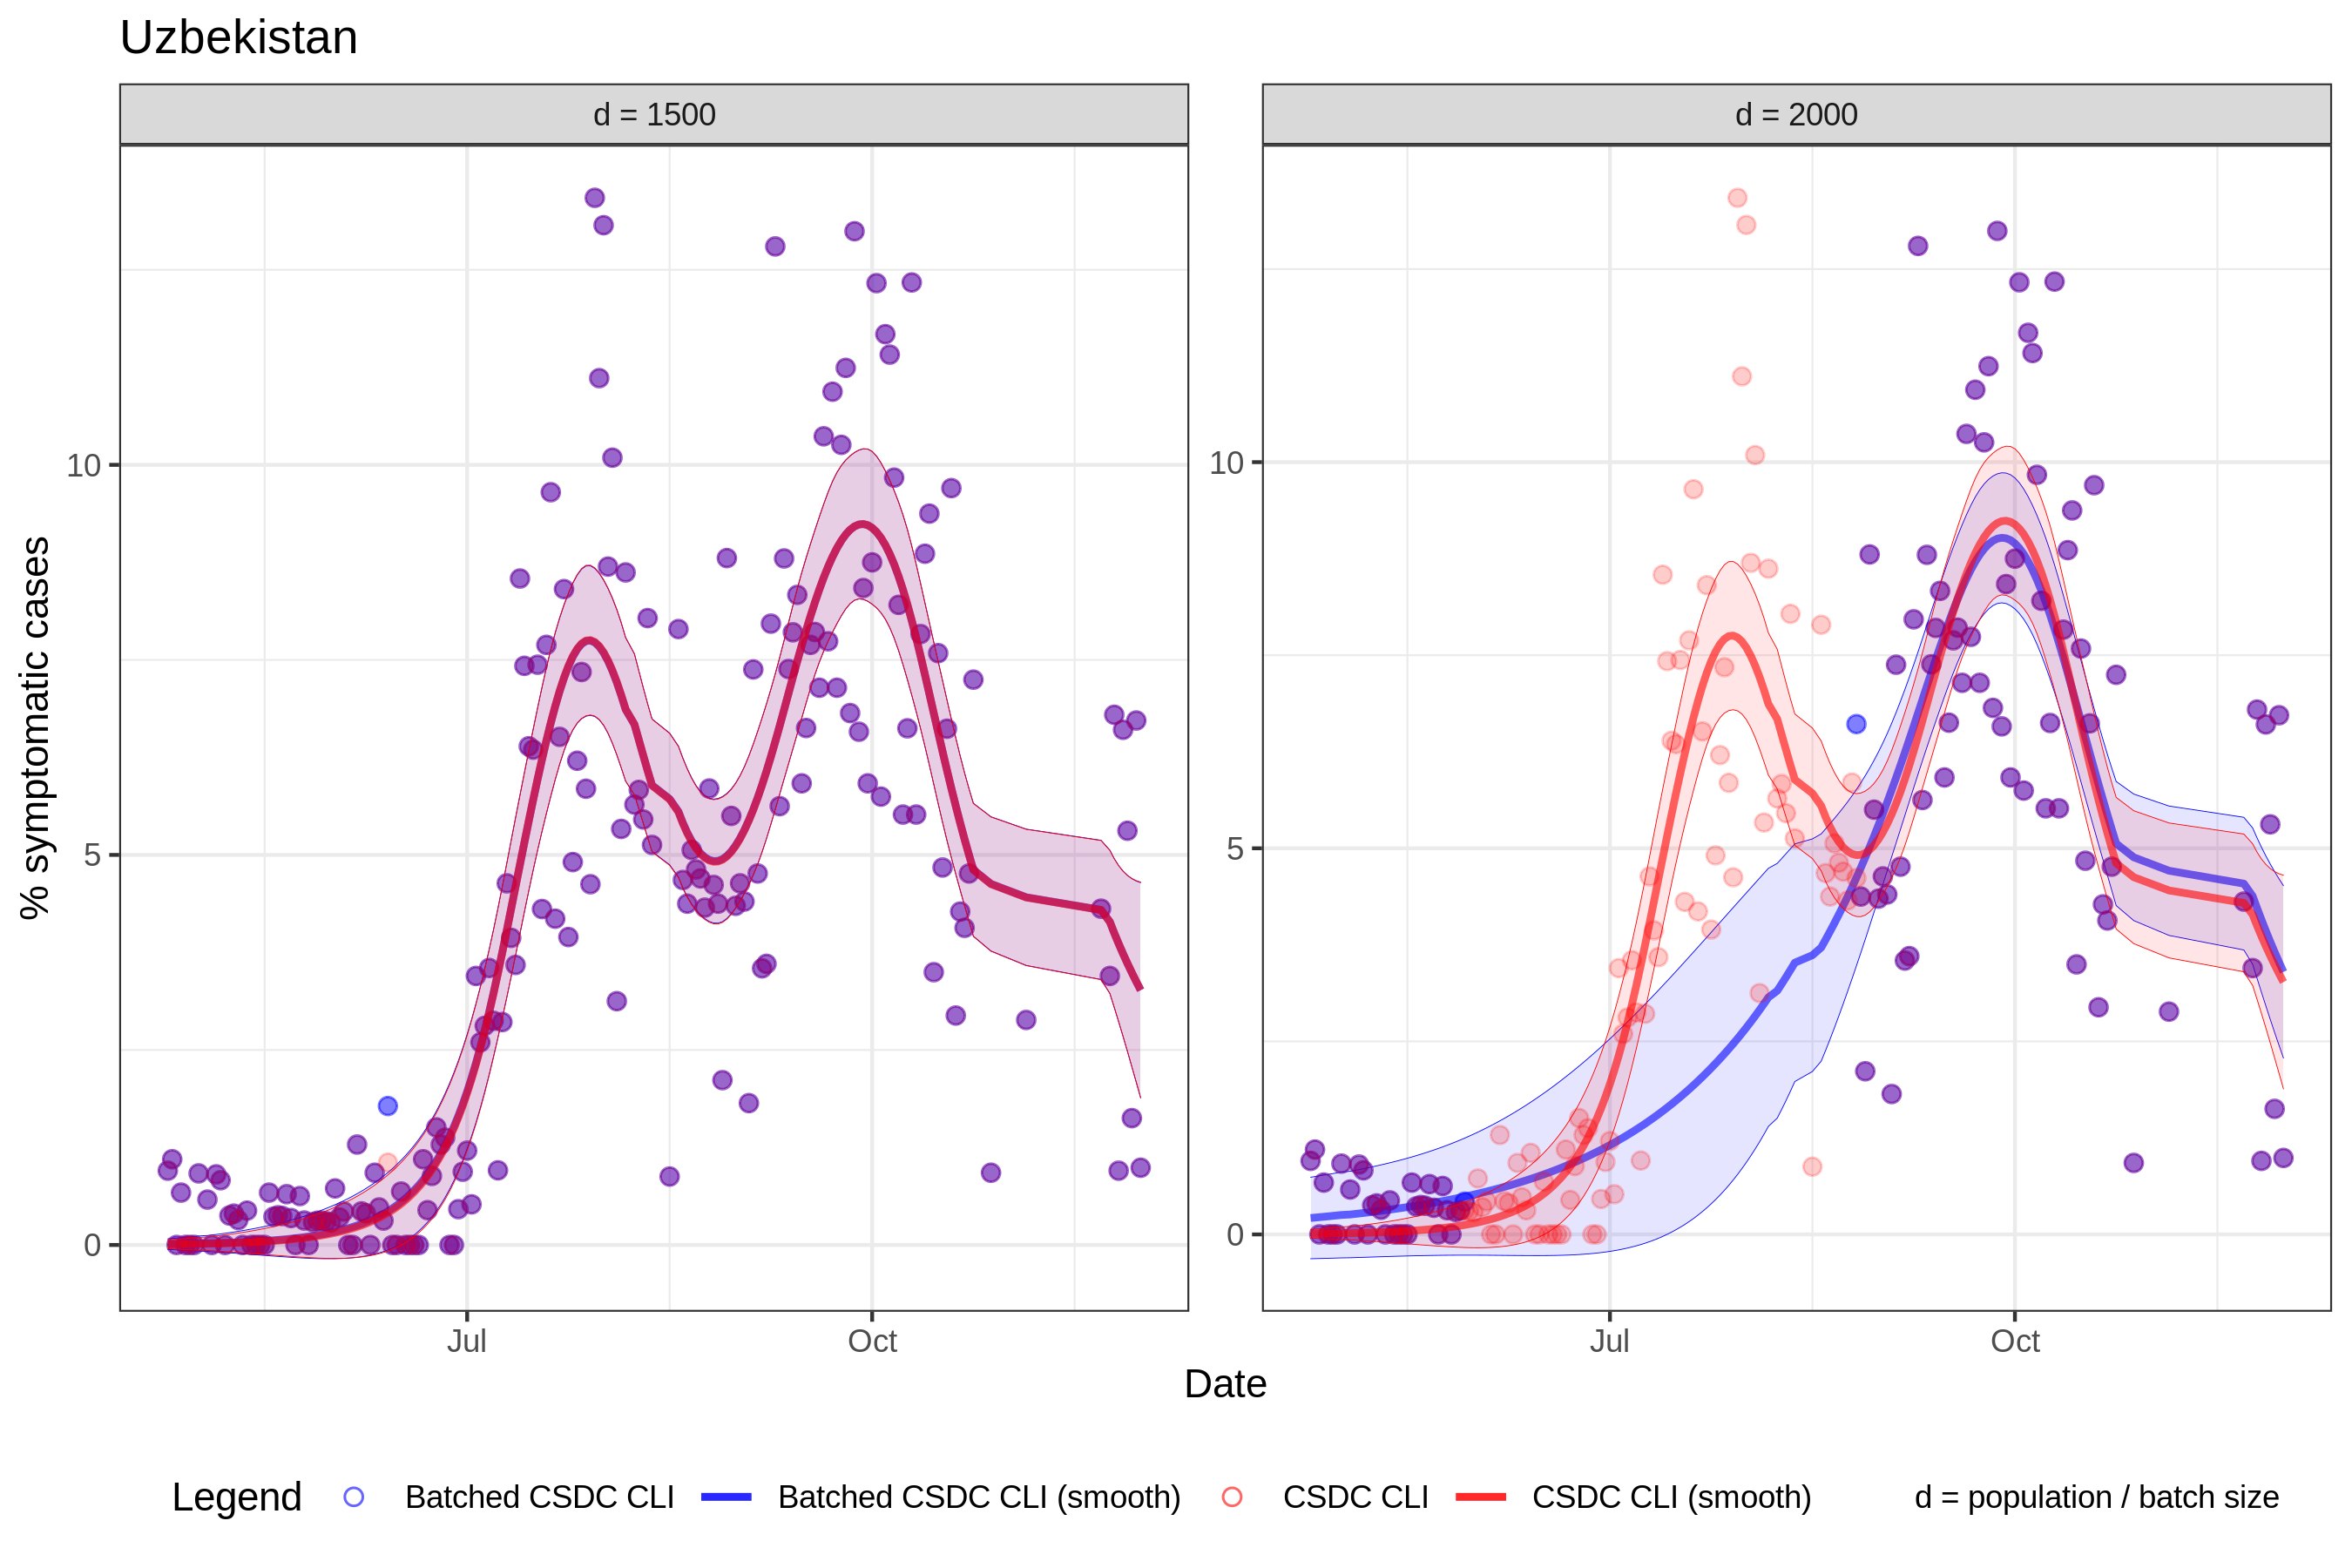 Uzbekistan
d = 1500
d = 2000
% symptomatic cases
10
5
0
10
5
0
Jul
Oct
Jul
Oct
Date
Legend Batched CSDC CLI Batched CSDC CLI (smooth) CSDC CLI CSDC CLI (smooth) d = population / batch size